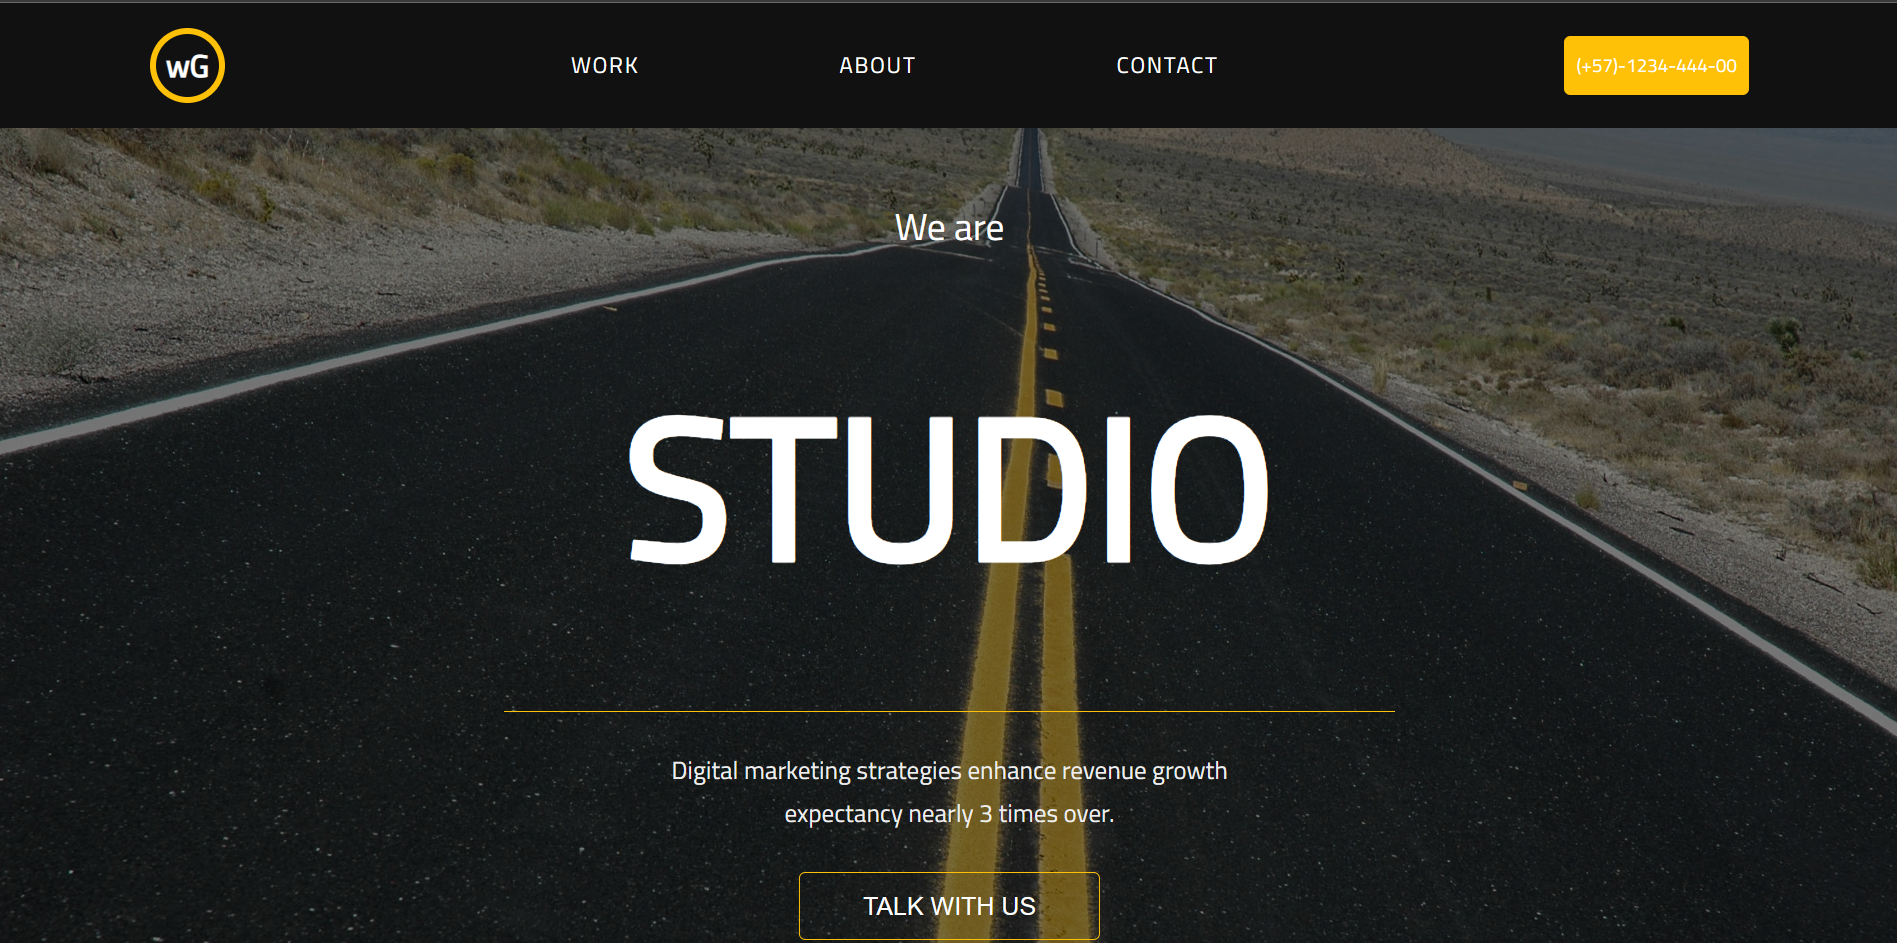 wG
WORK
ABOUT
CONTACT
(+57)-1234-444-00
We are
STUDIO
Digital marketing strategies enhance revenue growth
expectancy nearly 3 times over.
TALK WITH US